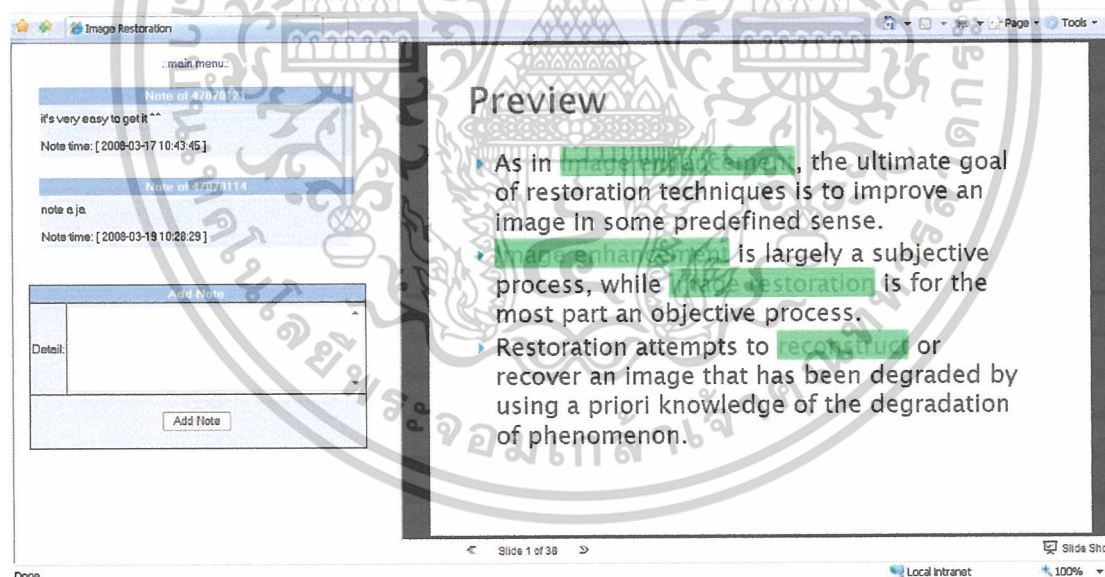 Image Restoration
Page
Tools
..:main menu:..
Note of 47070123
it's very easy to get it ^^
Note time: [ 2008-03-17 10:43:45 ]
Note of 47070114
note a ja
Note time: [ 2008-03-19 10:28:29 ]
Add Note
Detail:
Add Note
Preview
As in image enhancement, the ultimate goal
of restoration techniques is to improve an
image in some predefined sense.
Image enhancement is largely a subjective
process, while image restoration is for the
most part an objective process.
Restoration attempts to reconstruct or
recover an image that has been degraded by
using a priori knowledge of the degradation
of phenomenon.
Slide 1 of 38
Slide Sho
Done
Local intranet
100%